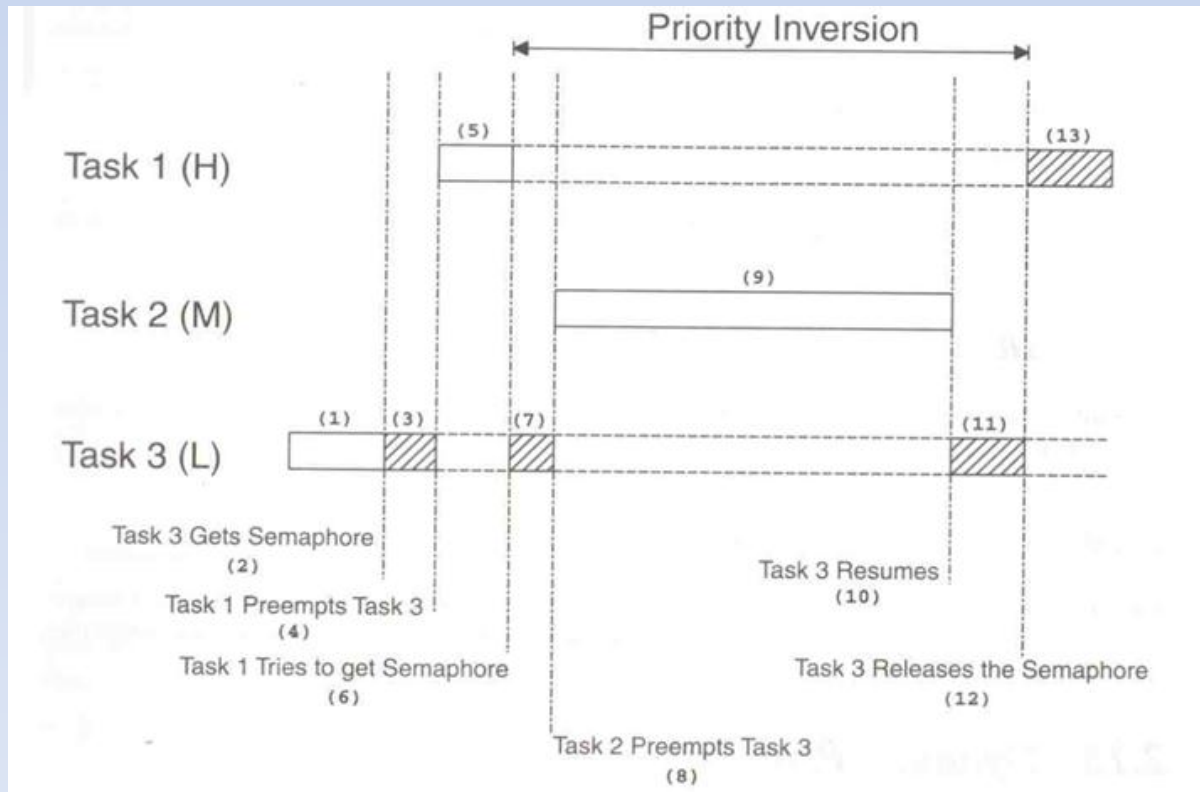 Priority Inversion
(5)
(13)
Task 1 (H)
(9)
Task 2 (M)
(1)
(3)
(7)
(11)
Task 3 (L)
Task 3 Gets Semaphore
(2)
Task 3 Resumes
(10)
Task 1 Preempts Task 3
(4)
Task 1 Tries to get Semaphore
(6)
Task 3 Releases the Semaphore
(12)
Task 2 Preempts Task 3
(8)